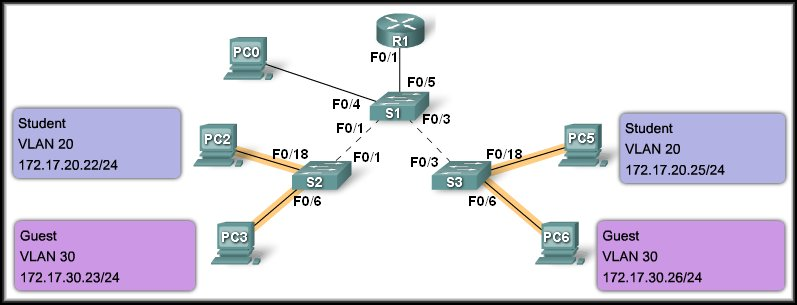 R1
F0/1
PC0
F0/5
F0/4
S1
F0/1
F0/3
Student
VLAN 20
172.17.20.22/24
PC2
F0/18
F0/1
S2
F0/6
PC3
Guest
VLAN 30
172.17.30.23/24
F0/3
F0/18
S3
F0/6
PC5
Student
VLAN 20
172.17.20.25/24
PC6
Guest
VLAN 30
172.17.30.26/24